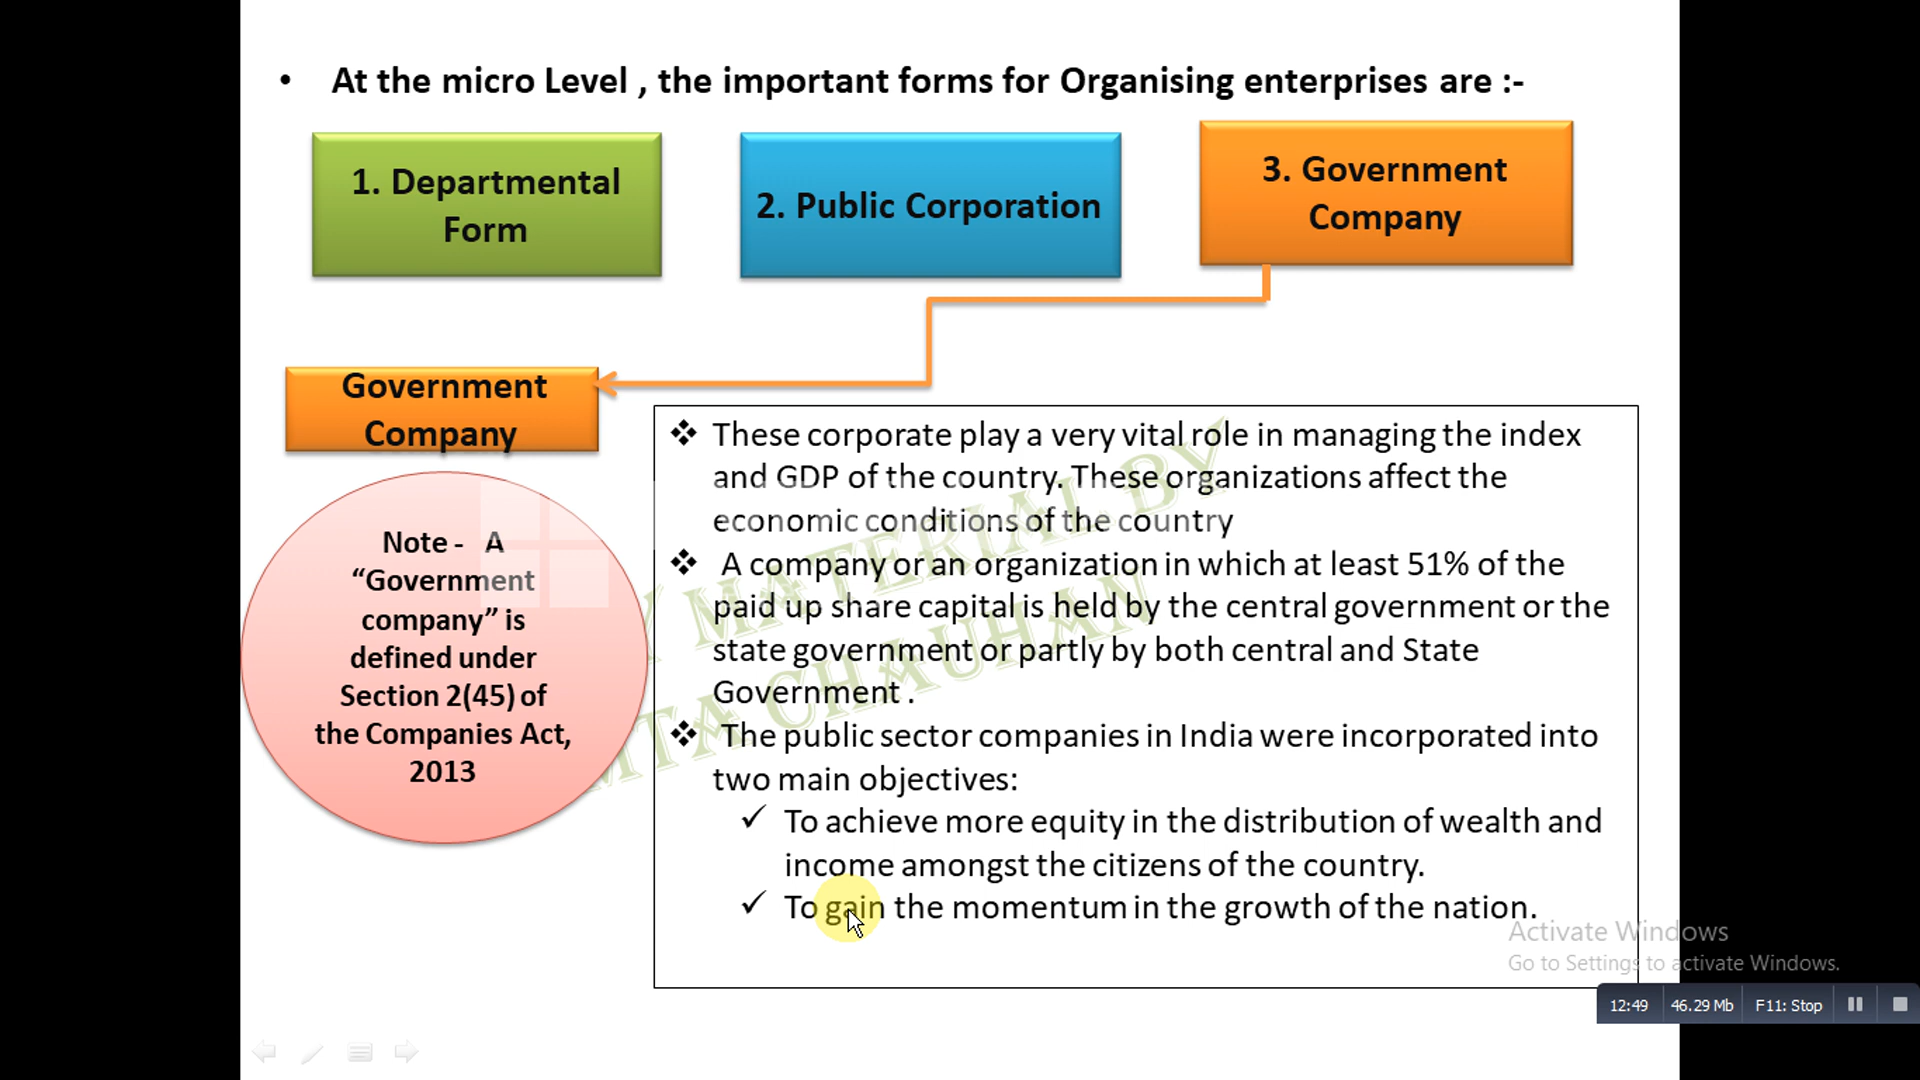 • At the micro Level , the important forms for Organising enterprises are :-
1. Departmental
Form
2. Public Corporation
3. Government
Company
Government
Company
Note - A
“Government
company” is
defined under
Section 2(45) of
the Companies Act,
2013
❖ These corporate play a very vital role in managing the index
and GDP of the country. These organizations affect the
economic conditions of the country
❖ A company or an organization in which at least 51% of the
paid up share capital is held by the central government or the
state government or partly by both central and State
Government .
❖ The public sector companies in India were incorporated into
two main objectives:
✓ To achieve more equity in the distribution of wealth and
income amongst the citizens of the country.
✓ To gain the momentum in the growth of the nation.
MATERIAL BY
CHAUHAN
Activate Windows
Go to Settings to activate Windows.
12:49 46.29 Mb F11: Stop